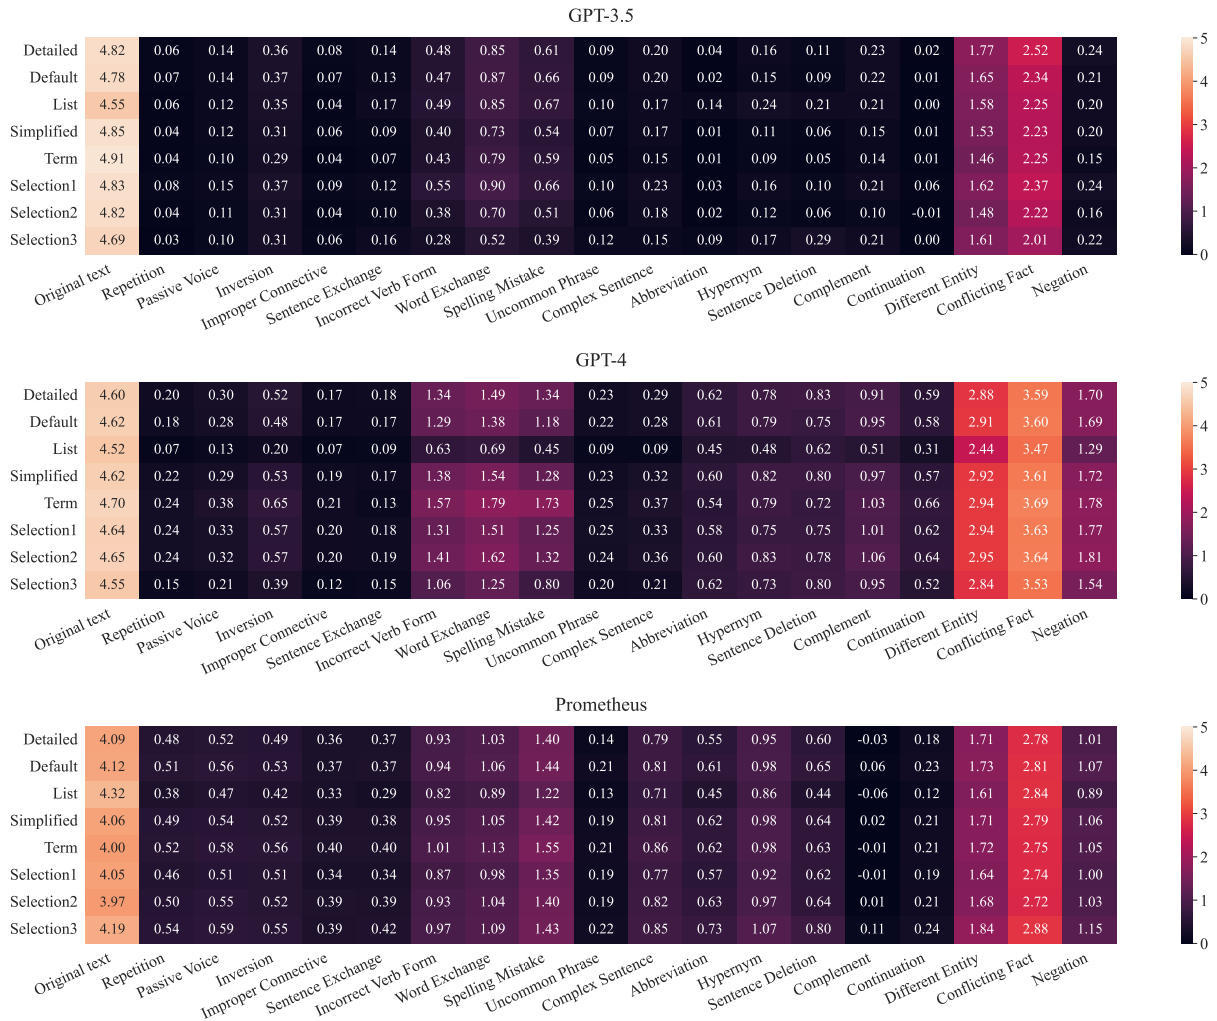 GPT-3.5
Detailed 4.82 0.06 0.14 0.36 0.08 0.14 0.48 0.85 0.61 0.09 0.20 0.04 0.16 0.11 0.23 0.02 1.77 2.52 0.24
Default 4.78 0.07 0.14 0.37 0.07 0.13 0.47 0.87 0.66 0.09 0.20 0.02 0.15 0.09 0.22 0.01 1.65 2.34 0.21
List 4.55 0.06 0.12 0.35 0.04 0.17 0.49 0.85 0.67 0.10 0.17 0.14 0.24 0.21 0.21 0.00 1.58 2.25 0.20
Simplified 4.85 0.04 0.12 0.31 0.06 0.09 0.40 0.73 0.54 0.07 0.17 0.01 0.11 0.06 0.15 0.01 1.53 2.23 0.20
Term 4.91 0.04 0.10 0.29 0.04 0.07 0.43 0.79 0.59 0.05 0.15 0.01 0.09 0.05 0.14 0.01 1.46 2.25 0.15
Selection1 4.83 0.08 0.15 0.37 0.09 0.12 0.55 0.90 0.66 0.10 0.23 0.03 0.16 0.10 0.21 0.06 1.62 2.37 0.24
Selection2 4.82 0.04 0.11 0.31 0.04 0.10 0.38 0.70 0.51 0.06 0.18 0.02 0.12 0.06 0.10 -0.01 1.48 2.22 0.16
Selection3 4.69 0.03 0.10 0.31 0.06 0.16 0.28 0.52 0.39 0.12 0.15 0.09 0.17 0.29 0.21 0.00 1.61 2.01 0.22
Original text Repetition Passive Voice Inversion Improper Connective Sentence Exchange Incorrect Verb Form Word Exchange Spelling Mistake Uncommon Phrase Complex Sentence Abbreviation Hypernym Sentence Deletion Complement Continuation Different Entity Conflicting Fact Negation
5
4
3
2
1
0
GPT-4
Detailed 4.60 0.20 0.30 0.52 0.17 0.18 1.34 1.49 1.34 0.23 0.29 0.62 0.78 0.83 0.91 0.59 2.88 3.59 1.70
Default 4.62 0.18 0.28 0.48 0.17 0.17 1.29 1.38 1.18 0.22 0.28 0.61 0.79 0.75 0.95 0.58 2.91 3.60 1.69
List 4.52 0.07 0.13 0.20 0.07 0.09 0.63 0.69 0.45 0.09 0.09 0.45 0.48 0.62 0.51 0.31 2.44 3.47 1.29
Simplified 4.62 0.22 0.29 0.53 0.19 0.17 1.38 1.54 1.28 0.23 0.32 0.60 0.82 0.80 0.97 0.57 2.92 3.61 1.72
Term 4.70 0.24 0.38 0.65 0.21 0.13 1.57 1.79 1.73 0.25 0.37 0.54 0.79 0.72 1.03 0.66 2.94 3.69 1.78
Selection1 4.64 0.24 0.33 0.57 0.20 0.18 1.31 1.51 1.25 0.25 0.33 0.58 0.75 0.75 1.01 0.62 2.94 3.63 1.77
Selection2 4.65 0.24 0.32 0.57 0.20 0.19 1.41 1.62 1.32 0.24 0.36 0.60 0.83 0.78 1.06 0.64 2.95 3.64 1.81
Selection3 4.55 0.15 0.21 0.39 0.12 0.15 1.06 1.25 0.80 0.20 0.21 0.62 0.73 0.80 0.95 0.52 2.84 3.53 1.54
Original text Repetition Passive Voice Inversion Improper Connective Sentence Exchange Incorrect Verb Form Word Exchange Spelling Mistake Uncommon Phrase Complex Sentence Abbreviation Hypernym Sentence Deletion Complement Continuation Different Entity Conflicting Fact Negation
5
4
3
2
1
0
Prometheus
Detailed 4.09 0.48 0.52 0.49 0.36 0.37 0.93 1.03 1.40 0.14 0.79 0.55 0.95 0.60 -0.03 0.18 1.71 2.78 1.01
Default 4.12 0.51 0.56 0.53 0.37 0.37 0.94 1.06 1.44 0.21 0.81 0.61 0.98 0.65 0.06 0.23 1.73 2.81 1.07
List 4.32 0.38 0.47 0.42 0.33 0.29 0.82 0.89 1.22 0.13 0.71 0.45 0.86 0.44 -0.06 0.12 1.61 2.84 0.89
Simplified 4.06 0.49 0.54 0.52 0.39 0.38 0.95 1.05 1.42 0.19 0.81 0.62 0.98 0.64 0.02 0.21 1.71 2.79 1.06
Term 4.00 0.52 0.58 0.56 0.40 0.40 1.01 1.13 1.55 0.21 0.86 0.62 0.98 0.63 -0.01 0.21 1.72 2.75 1.05
Selection1 4.05 0.46 0.51 0.51 0.34 0.34 0.87 0.98 1.35 0.19 0.77 0.57 0.92 0.62 -0.01 0.19 1.64 2.74 1.00
Selection2 3.97 0.50 0.55 0.52 0.39 0.39 0.93 1.04 1.40 0.19 0.82 0.63 0.97 0.64 0.01 0.21 1.68 2.72 1.03
Selection3 4.19 0.54 0.59 0.55 0.39 0.42 0.97 1.09 1.43 0.22 0.85 0.73 1.07 0.80 0.11 0.24 1.84 2.88 1.15
Original text Repetition Passive Voice Inversion Improper Connective Sentence Exchange Incorrect Verb Form Word Exchange Spelling Mistake Uncommon Phrase Complex Sentence Abbreviation Hypernym Sentence Deletion Complement Continuation Different Entity Conflicting Fact Negation
5
4
3
2
1
0